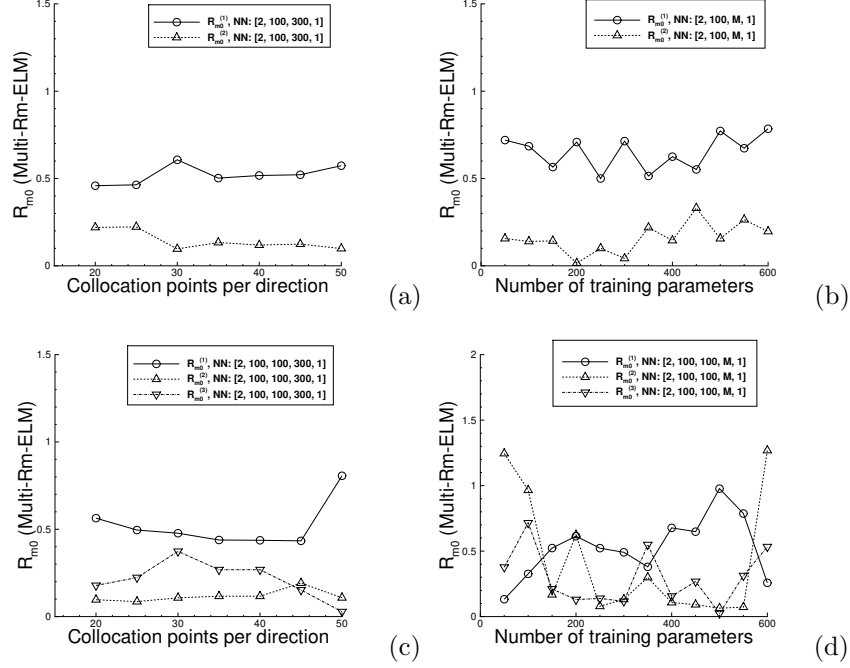 R_m0^(1), NN: [2, 100, 300, 1]
R_m0^(2), NN: [2, 100, 300, 1]
R_m0 (Multi-Rm-ELM)
1.5
1
0.5
0
20
30
40
50
Collocation points per direction
(a)
R_m0^(1), NN: [2, 100, M, 1]
R_m0^(2), NN: [2, 100, M, 1]
R_m0 (Multi-Rm-ELM)
1.5
1
0.5
0
0
200
400
600
Number of training parameters
(b)
R_m0^(1), NN: [2, 100, 100, 300, 1]
R_m0^(2), NN: [2, 100, 100, 300, 1]
R_m0^(3), NN: [2, 100, 100, 300, 1]
R_m0 (Multi-Rm-ELM)
1.5
1
0.5
0
20
30
40
50
Collocation points per direction
(c)
R_m0^(1), NN: [2, 100, 100, M, 1]
R_m0^(2), NN: [2, 100, 100, M, 1]
R_m0^(3), NN: [2, 100, 100, M, 1]
R_m0 (Multi-Rm-ELM)
2
1.5
1
0.5
0
0
200
400
600
Number of training parameters
(d)